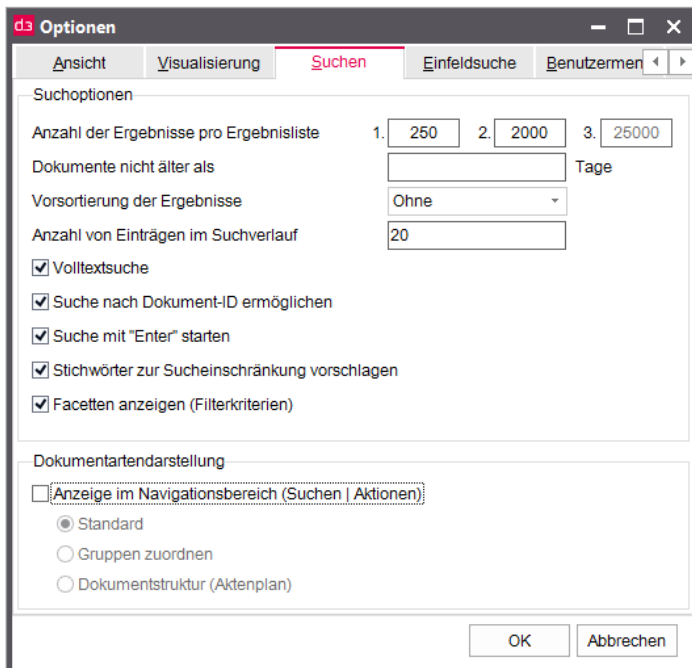 d3 Optionen
Ansicht Visualisierung Suchen Einfeldsuche Benutzermen
Suchoptionen
Anzahl der Ergebnisse pro Ergebnisliste 1. 250 2. 2000 3. 25000
Dokumente nicht älter als Tage
Vorsortierung der Ergebnisse Ohne
Anzahl von Einträgen im Suchverlauf 20
Volltextsuche
Suche nach Dokument-ID ermöglichen
Suche mit "Enter" starten
Stichwörter zur Sucheinschränkung vorschlagen
Facetten anzeigen (Filterkriterien)
Dokumentartendarstellung
Anzeige im Navigationsbereich (Suchen | Aktionen)
Standard
Gruppen zuordnen
Dokumentstruktur (Aktenplan)
OK Abbrechen